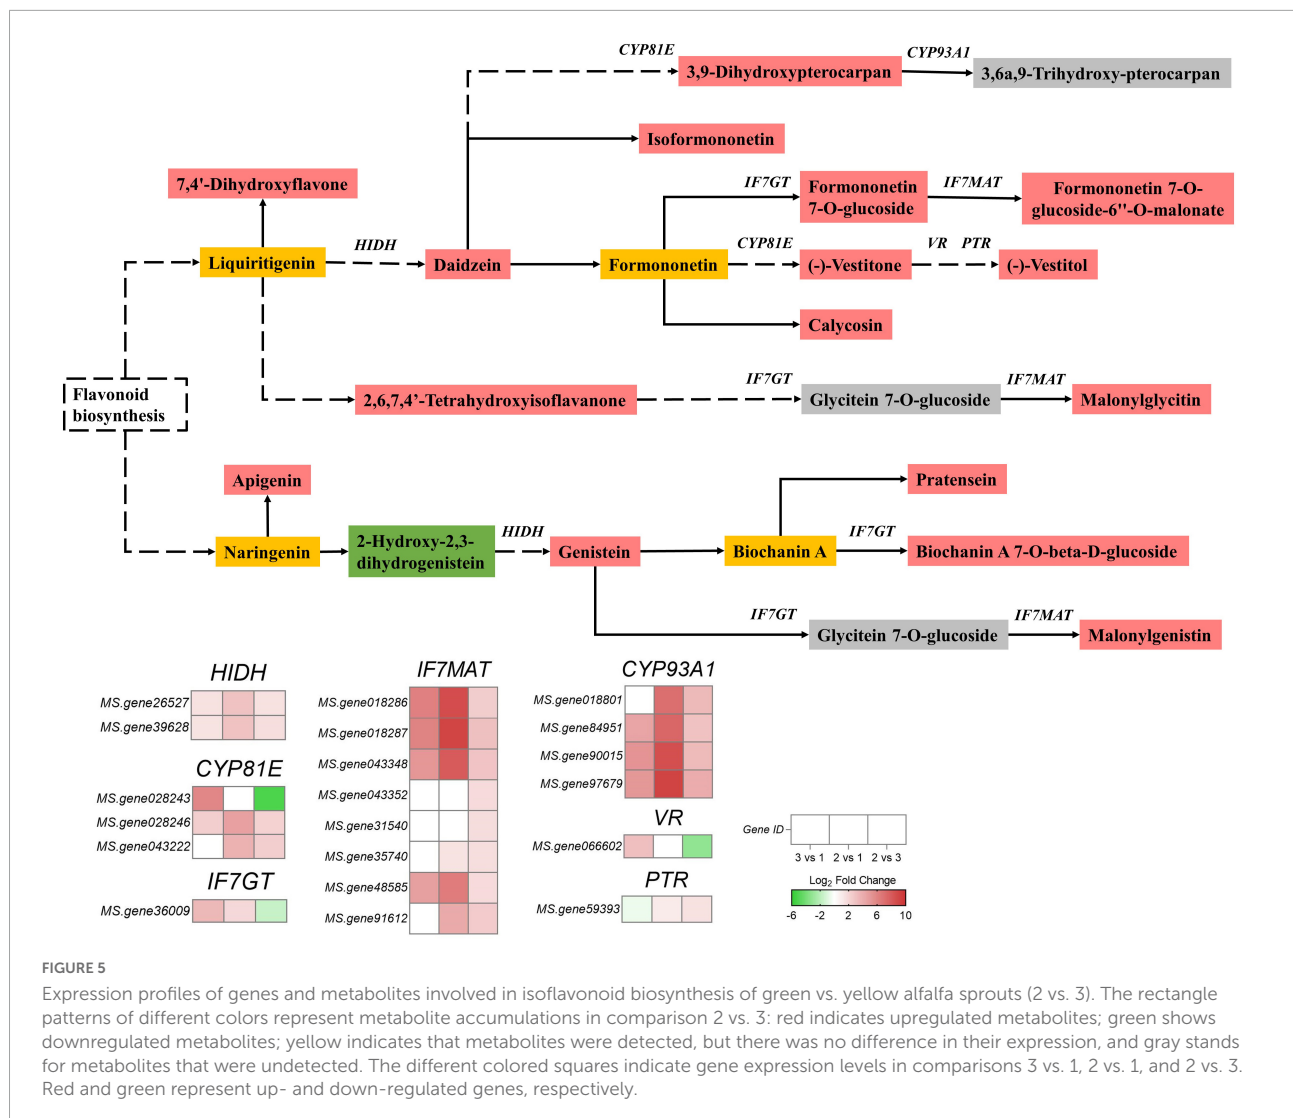 CYP81E
CYP93A1
3,9-Dihydroxypterocarpan
3,6a,9-Trihydroxy-pterocarpan
Isoformononetin
7,4'-Dihydroxyflavone
IF7GT
Formononetin
7-O-glucoside
IF7MAT
Formononetin 7-O-
glucoside-6"-O-malonate
Liquiritigenin
HIDH
Daidzein
Formononetin
CYP81E
(-)-Vestitone
VR PTR
(-)-Vestitol
Calycosin
Flavonoid
biosynthesis
2,6,7,4’-Tetrahydroxyisoflavanone
IF7GT
Glycitein 7-O-glucoside
IF7MAT
Malonylglycitin
Apigenin
Pratensein
Naringenin
2-Hydroxy-2,3-
dihydrogenistein
HIDH
Genistein
Biochanin A
IF7GT
Biochanin A 7-O-beta-D-glucoside
IF7GT
Glycitein 7-O-glucoside
IF7MAT
Malonylgenistin
HIDH
MS.gene26527
MS.gene39628
CYP81E
MS.gene028243
MS.gene028246
MS.gene043222
IF7GT
MS.gene36009
IF7MAT
MS.gene018286
MS.gene018287
MS.gene043348
MS.gene043352
MS.gene31540
MS.gene35740
MS.gene48585
MS.gene91612
CYP93A1
MS.gene018801
MS.gene84951
MS.gene90015
MS.gene97679
VR
MS.gene066602
PTR
MS.gene59393
Gene ID
3 vs 1 2 vs 1 2 vs 3
Log2 Fold Change
-6 -2 2 6 10
FIGURE 5
Expression profiles of genes and metabolites involved in isoflavonoid biosynthesis of green vs. yellow alfalfa sprouts (2 vs. 3). The rectangle
patterns of different colors represent metabolite accumulations in comparison 2 vs. 3: red indicates upregulated metabolites; green shows
downregulated metabolites; yellow indicates that metabolites were detected, but there was no difference in their expression, and gray stands
for metabolites that were undetected. The different colored squares indicate gene expression levels in comparisons 3 vs. 1, 2 vs. 1, and 2 vs. 3.
Red and green represent up- and down-regulated genes, respectively.